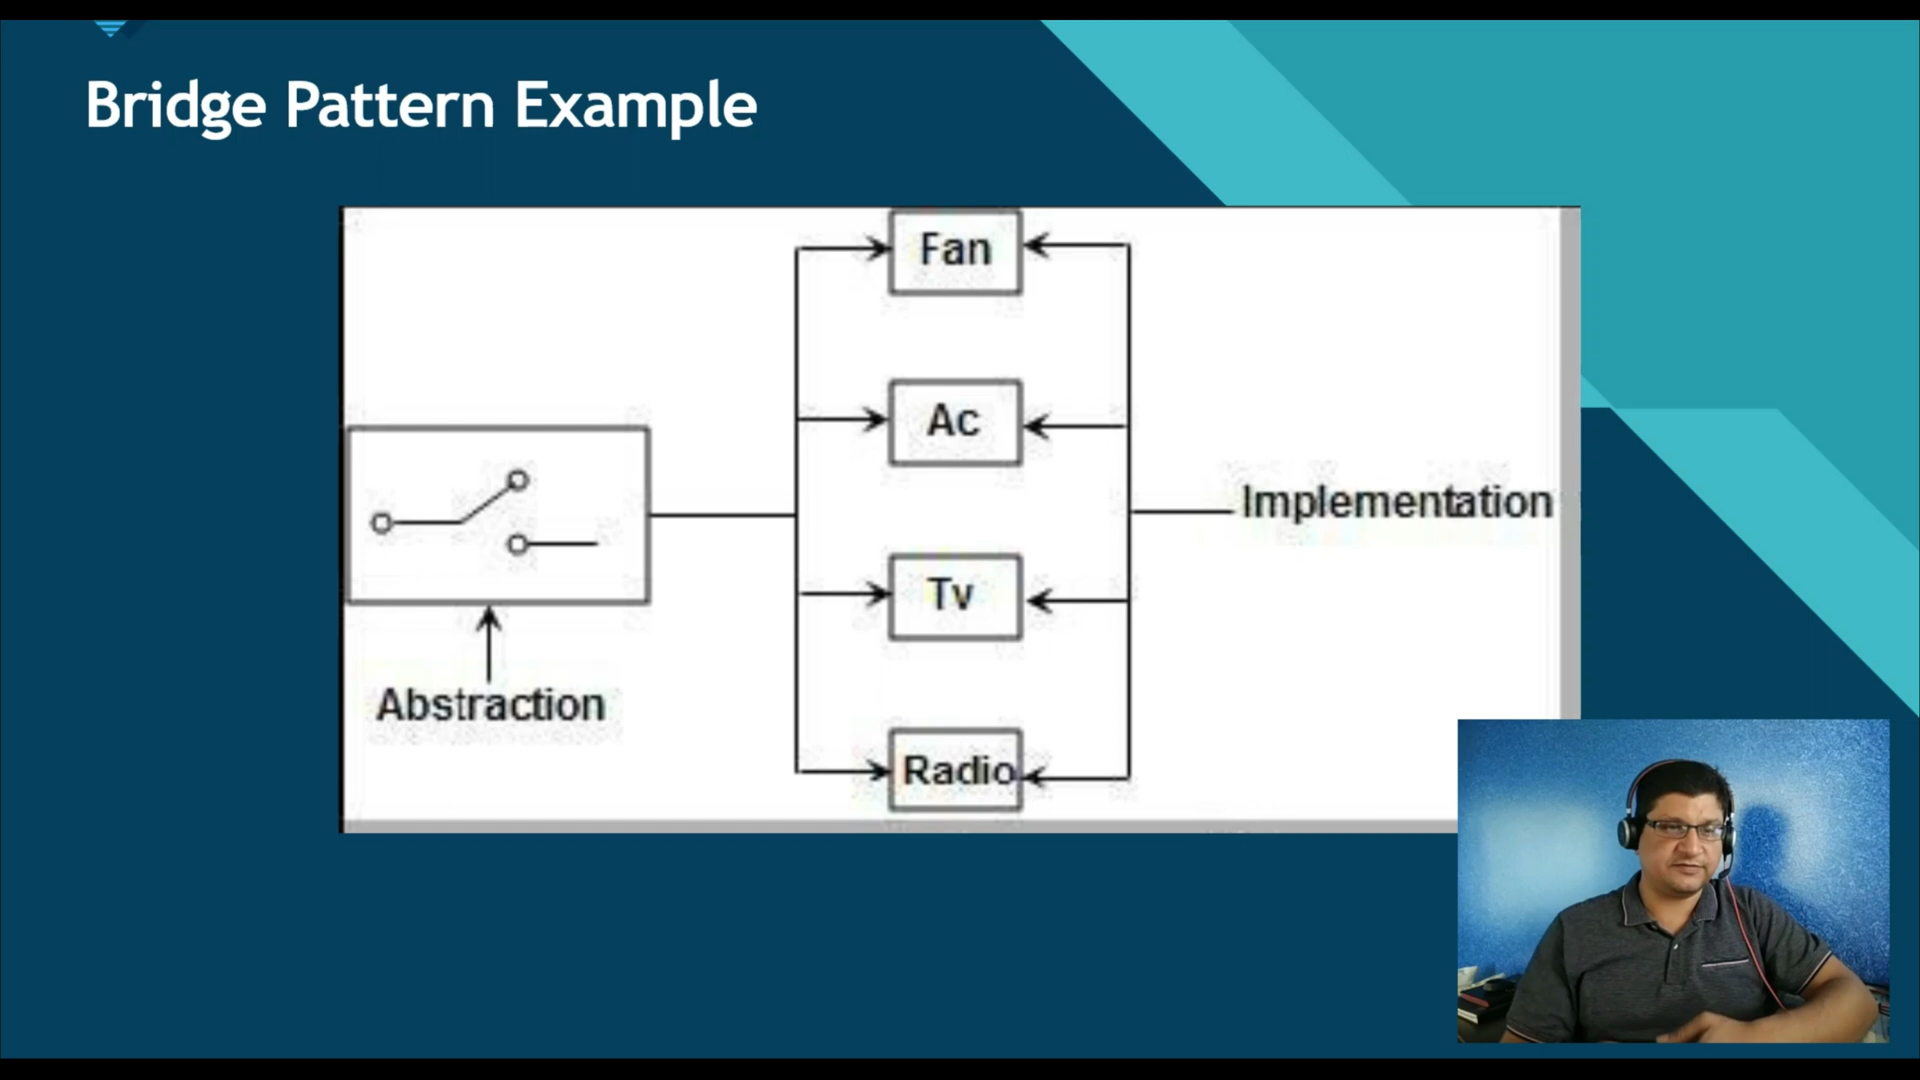 Bridge Pattern Example
Fan
Ac
Implementation
Tv
Abstraction
Radio